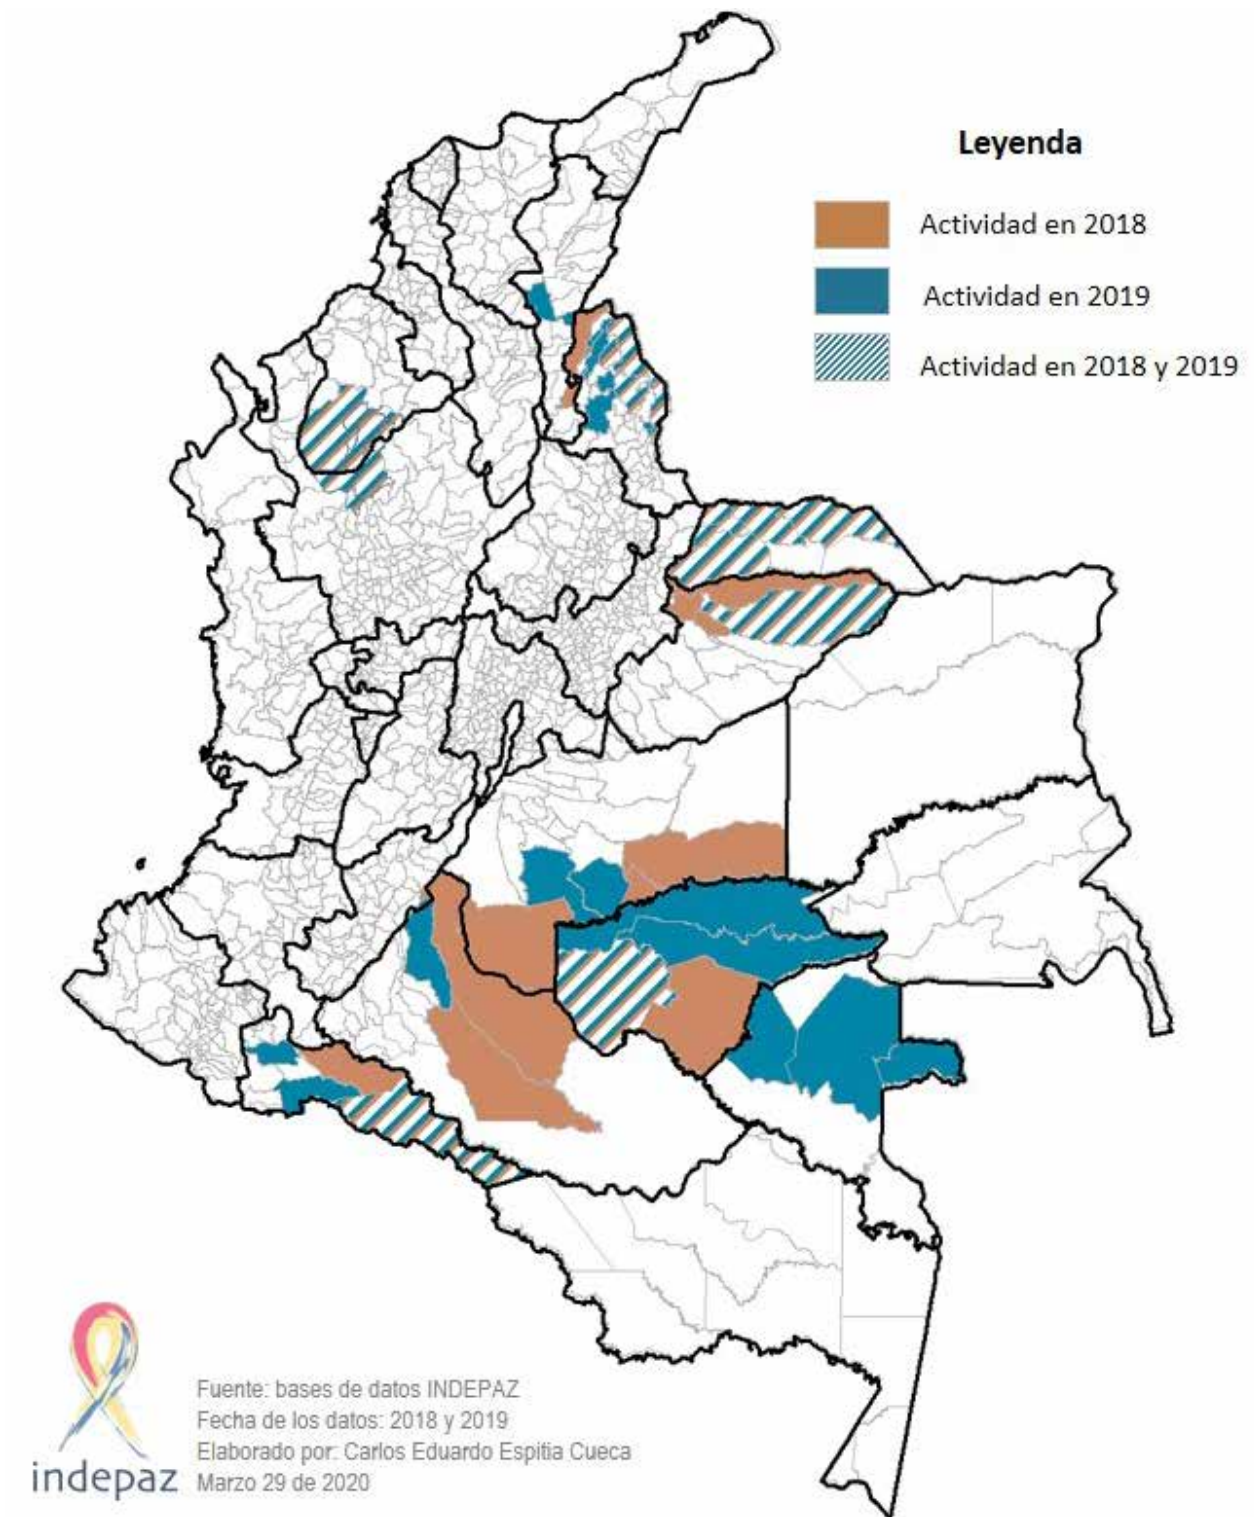 Leyenda
Actividad en 2018
Actividad en 2019
Actividad en 2018 y 2019
Fuente: bases de datos INDEPAZ
Fecha de los datos: 2018 y 2019
Elaborado por: Carlos Eduardo Espitia Cueca
indepaz Marzo 29 de 2020